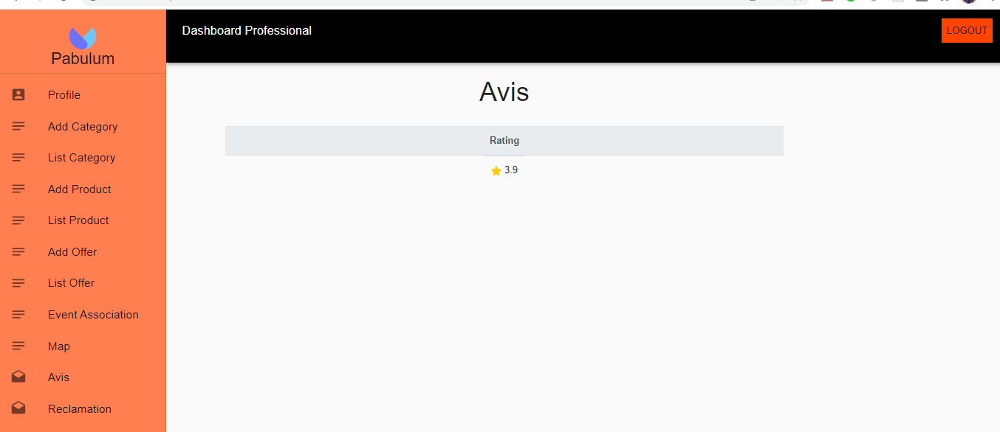 Pabulum
Dashboard Professional
LOGOUT
Profile
Add Category
List Category
Add Product
List Product
Add Offer
List Offer
Event Association
Map
Avis
Reclamation
Avis
Rating
3.9